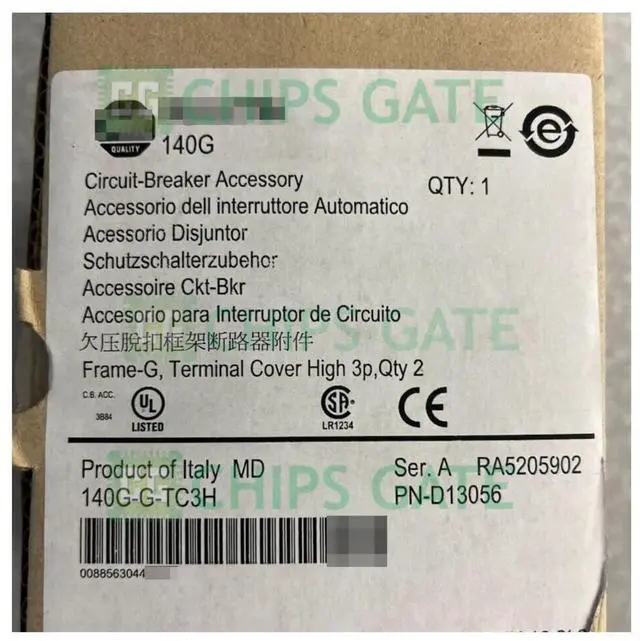 CHIPS GATE
QUALITY
140G
Circuit-Breaker Accessory
QTY: 1
Accessorio dell interruttore Automatico
Acessorio Disjuntor
Schutzschalterzubehor
Accessoire Ckt-Bkr
Accesorio para Interruptor de Circuito
CHIPS GATE
欠压脱扣框架断路器附件
Frame-G, Terminal Cover High 3p,Qty 2
C.B. ACC.
3B84
UL
LISTED
SA
LR1234
CE
Product of Italy MD
Ser. A RA5205902
140G-G-TC3H
PN-D13056
CHIPS GATE
0088563044